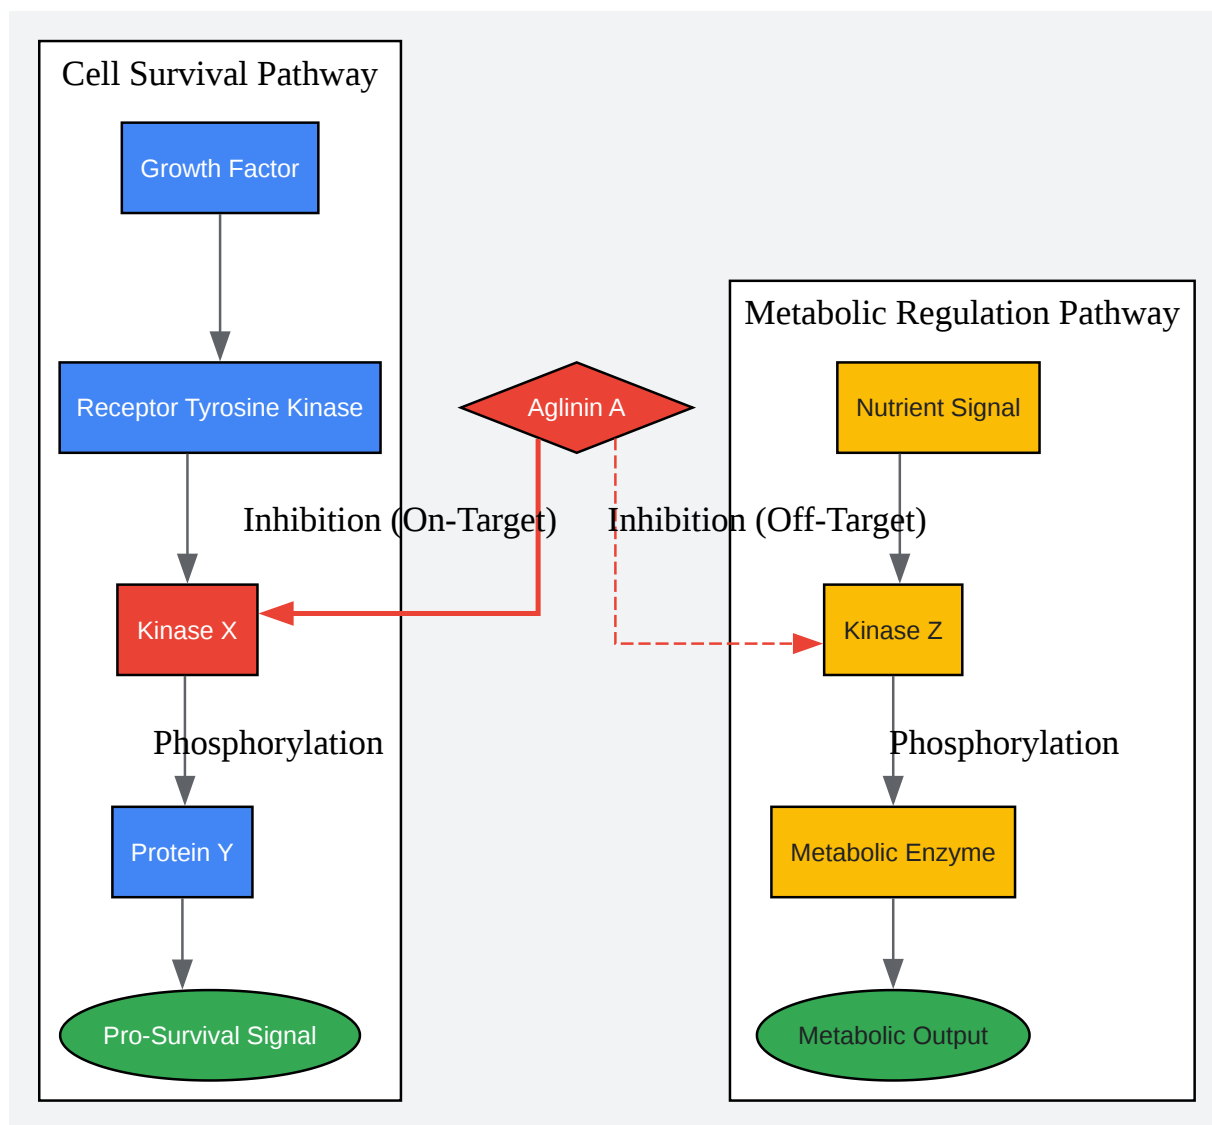 Cell Survival Pathway
Growth Factor
Receptor Tyrosine Kinase
Kinase X
Phosphorylation
Protein Y
Pro-Survival Signal
Aglinin A
Inhibition (On-Target)
Inhibition (Off-Target)
Metabolic Regulation Pathway
Nutrient Signal
Kinase Z
Phosphorylation
Metabolic Enzyme
Metabolic Output